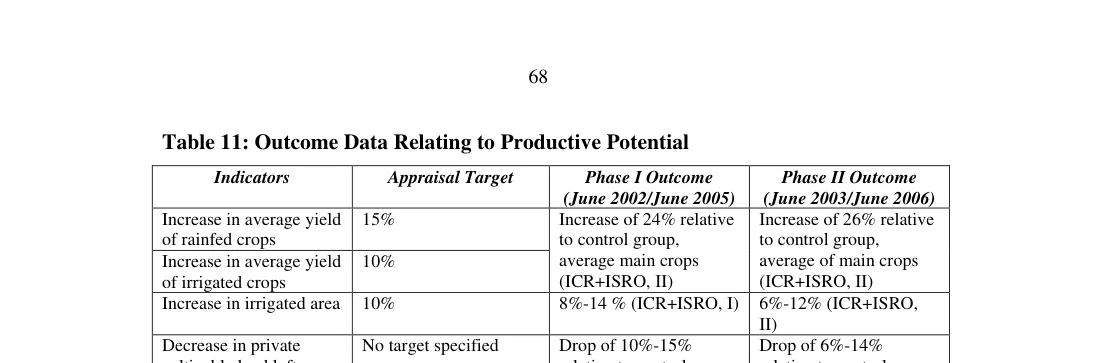 68
Table 11: Outcome Data Relating to Productive Potential
Indicators Appraisal Target Phase I Outcome Phase II Outcome
(June 2002/June 2005) (June 2003/June 2006)
Increase in average yield 15% Increase of 24% relative Increase of 26% relative
of rainfed crops to control group, to control group,
Increase in average yield 10% average main crops average of main crops
of irrigated crops (ICR+ISRO, II) (ICR+ISRO, II)
Increase in irrigated area 10% 8%-14 % (ICR+ISRO, I) 6%-12% (ICR+ISRO,
II)
Decrease in private No target specified Drop of 10%-15% Drop of 6%-14%